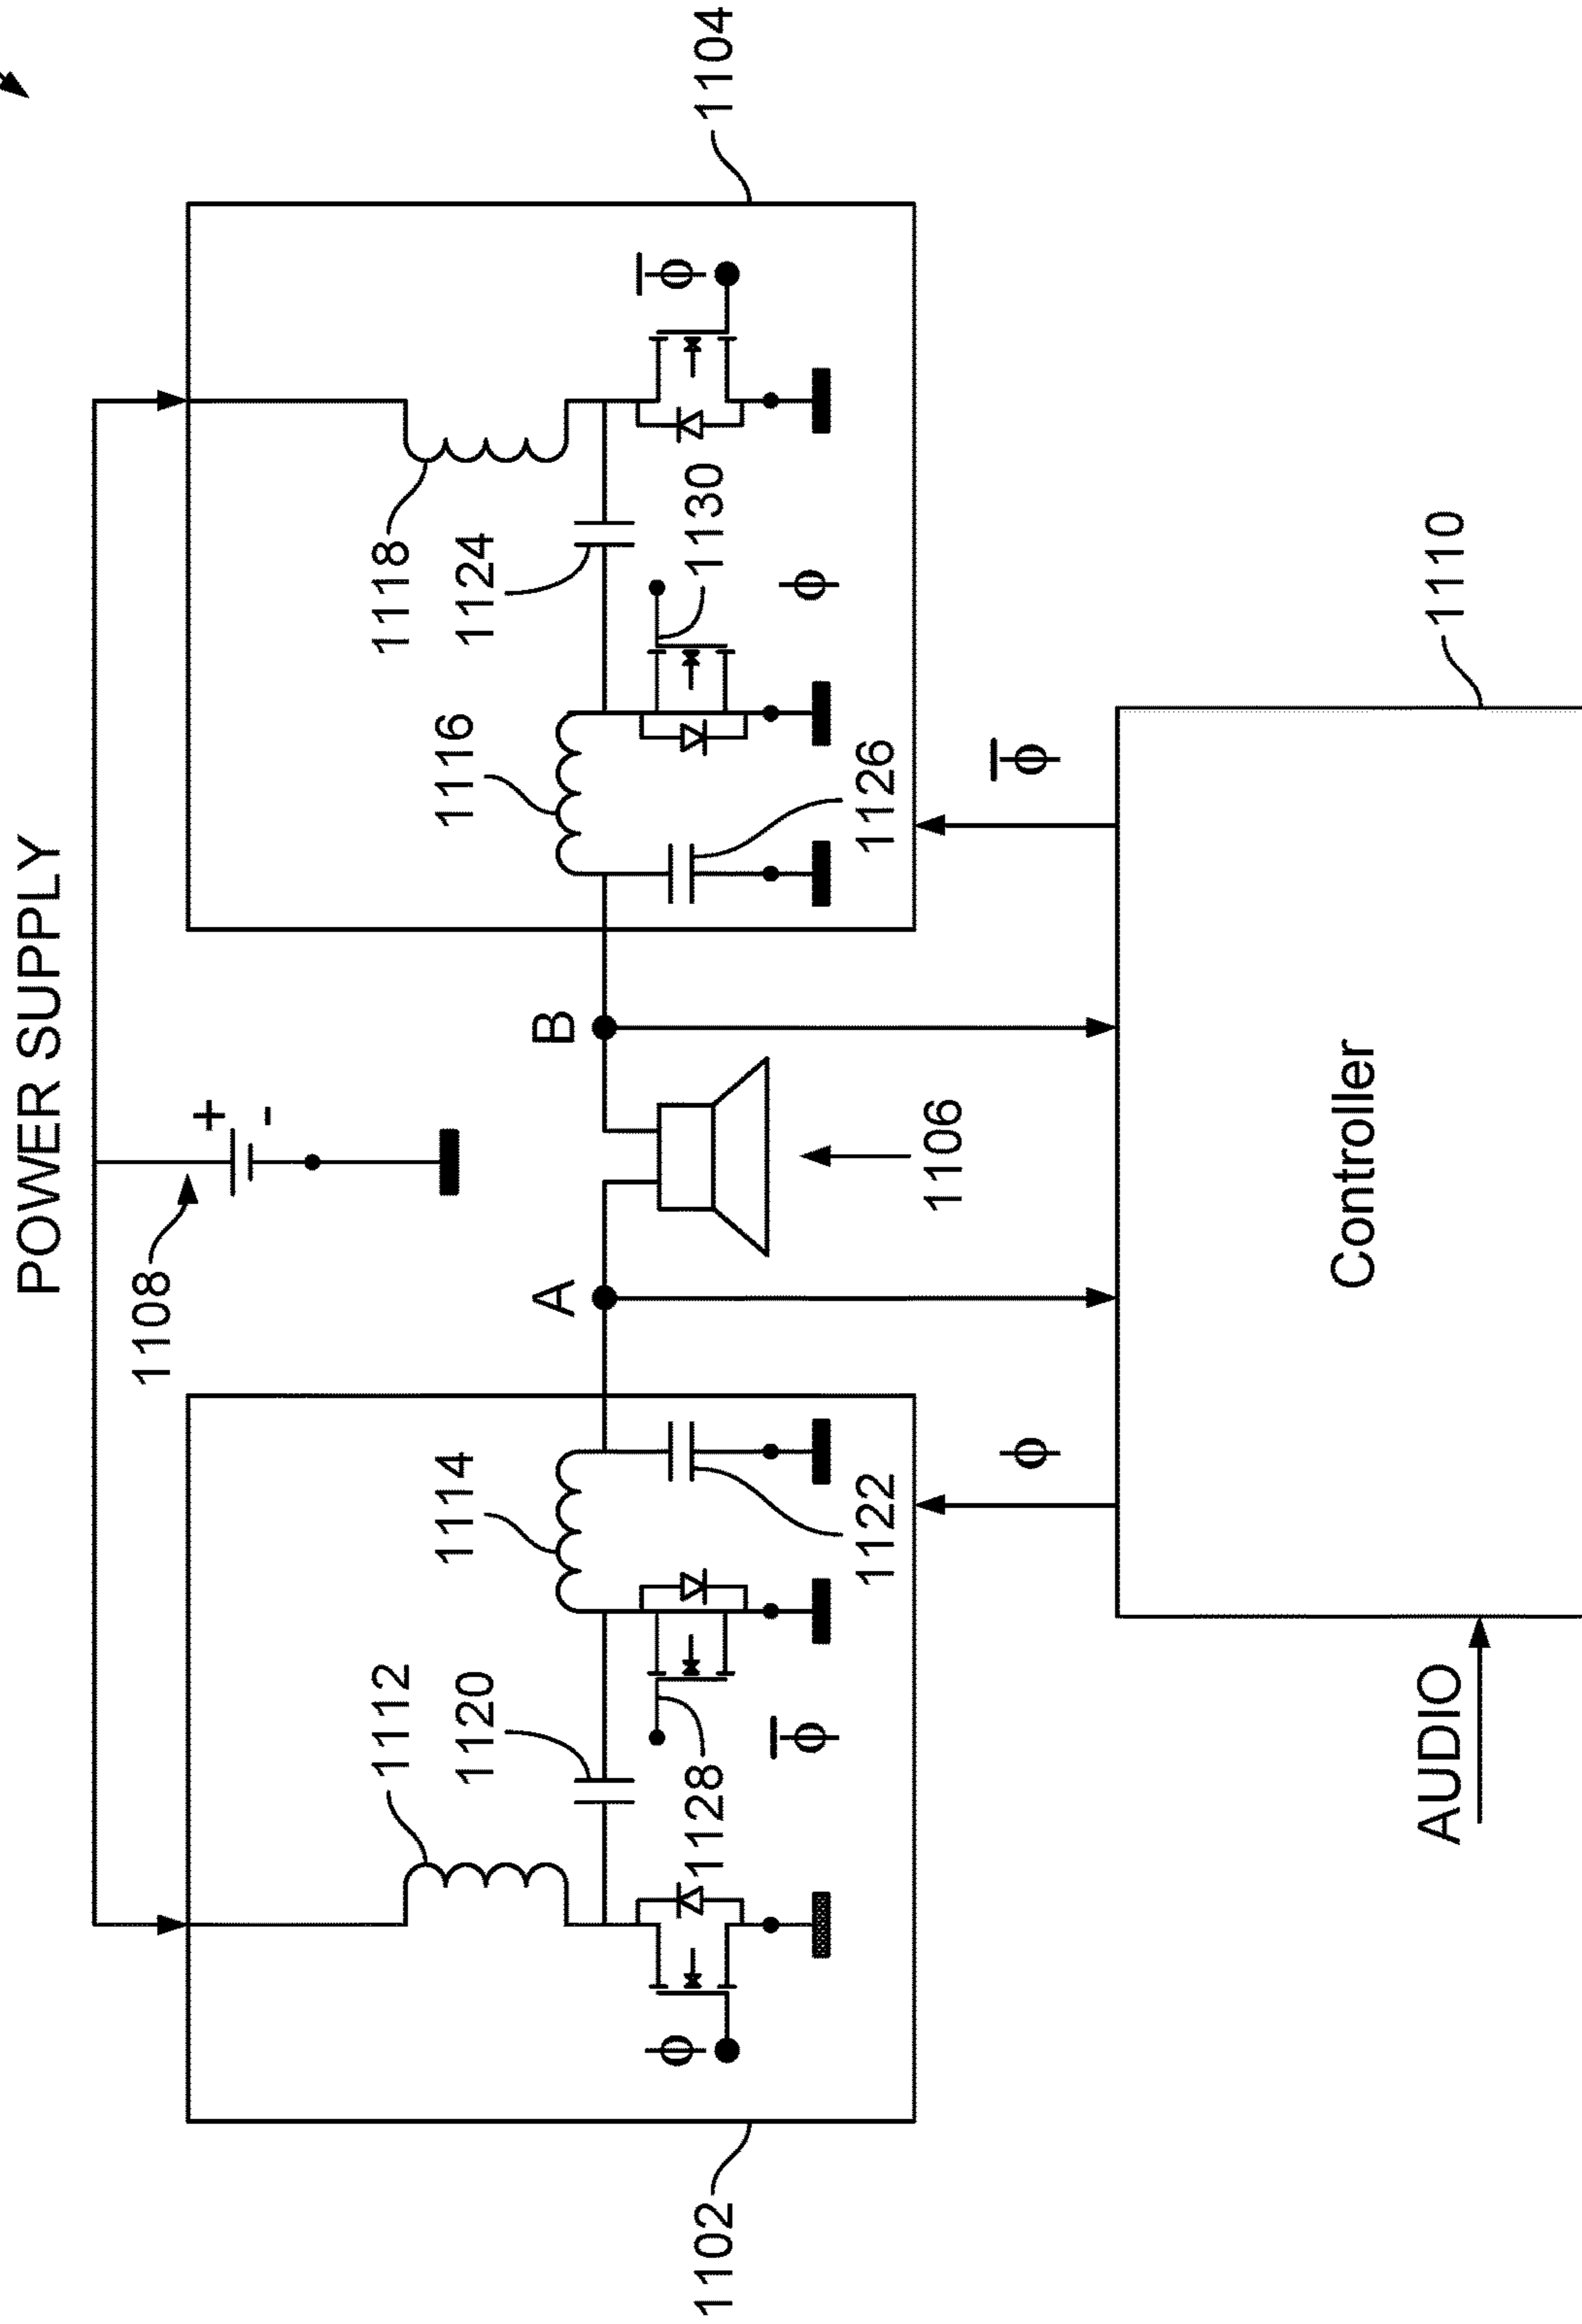 POWER SUPPLY
1108
+
-
1102
1104
1112
1120
1114
1128
ϕ
ϕ̅
1122
A
B
1106
1116
1118
1124
1130
ϕ
ϕ̅
1126
ϕ
ϕ̅
AUDIO
Controller
1110